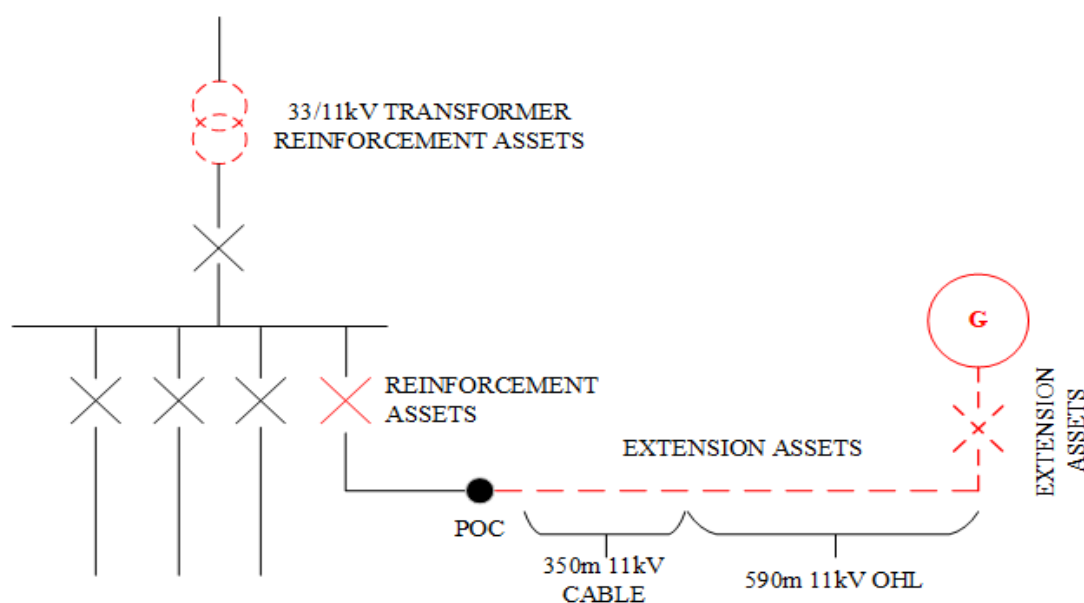 33/11kV TRANSFORMER
REINFORCEMENT ASSETS
G
REINFORCEMENT
ASSETS
EXTENSION ASSETS
EXTENSION
ASSETS
POC
350m 11kV
CABLE
590m 11kV OHL